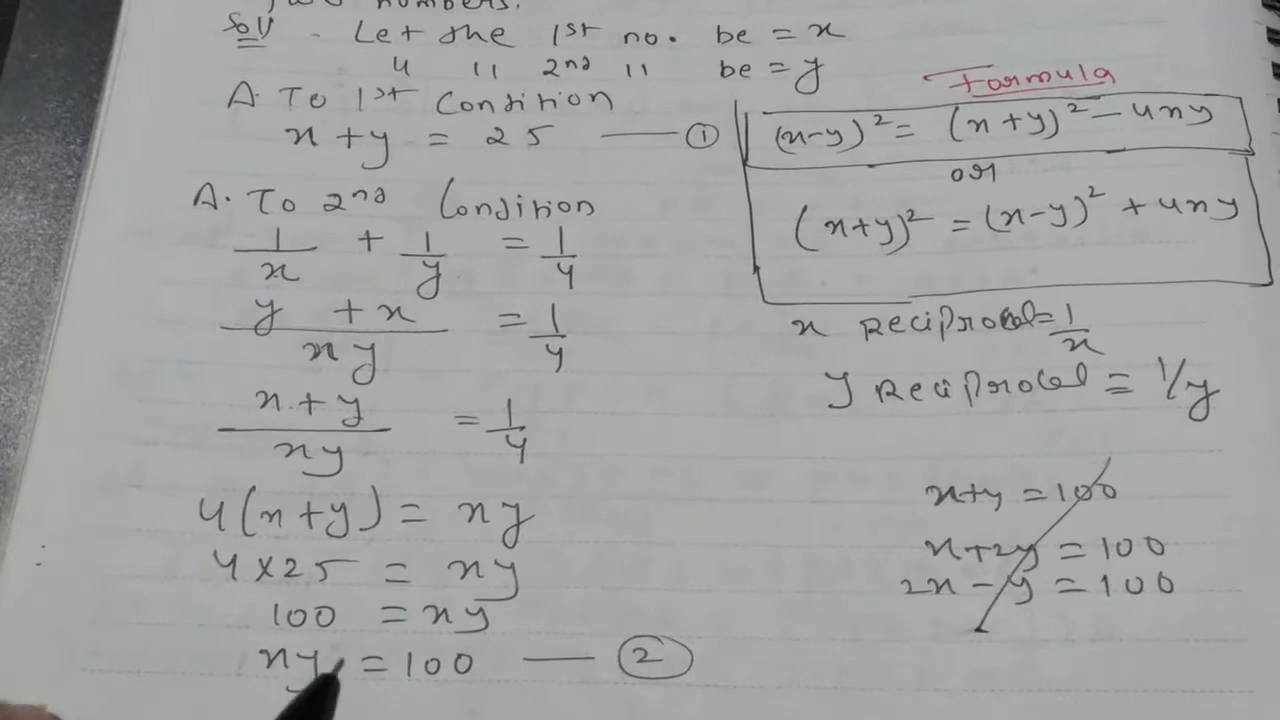 two numbers.
Sol - Let the 1st no. be = x
" " 2nd " be = y
A. To 1st Condition
x + y = 25 —— ①
A. To 2nd Condition
1/x + 1/y = 1/4
y + x / xy = 1/4
x + y / xy = 1/4
4(x+y) = xy
4 x 25 = xy
100 = xy
xy = 100 —— ②
Formula
(x-y)² = (x+y)² - 4xy
or
(x+y)² = (x-y)² + 4xy
x Reciprocal = 1/x
y Reciprocal = 1/y
x+y = 100
x+2y = 100
2x - y = 100